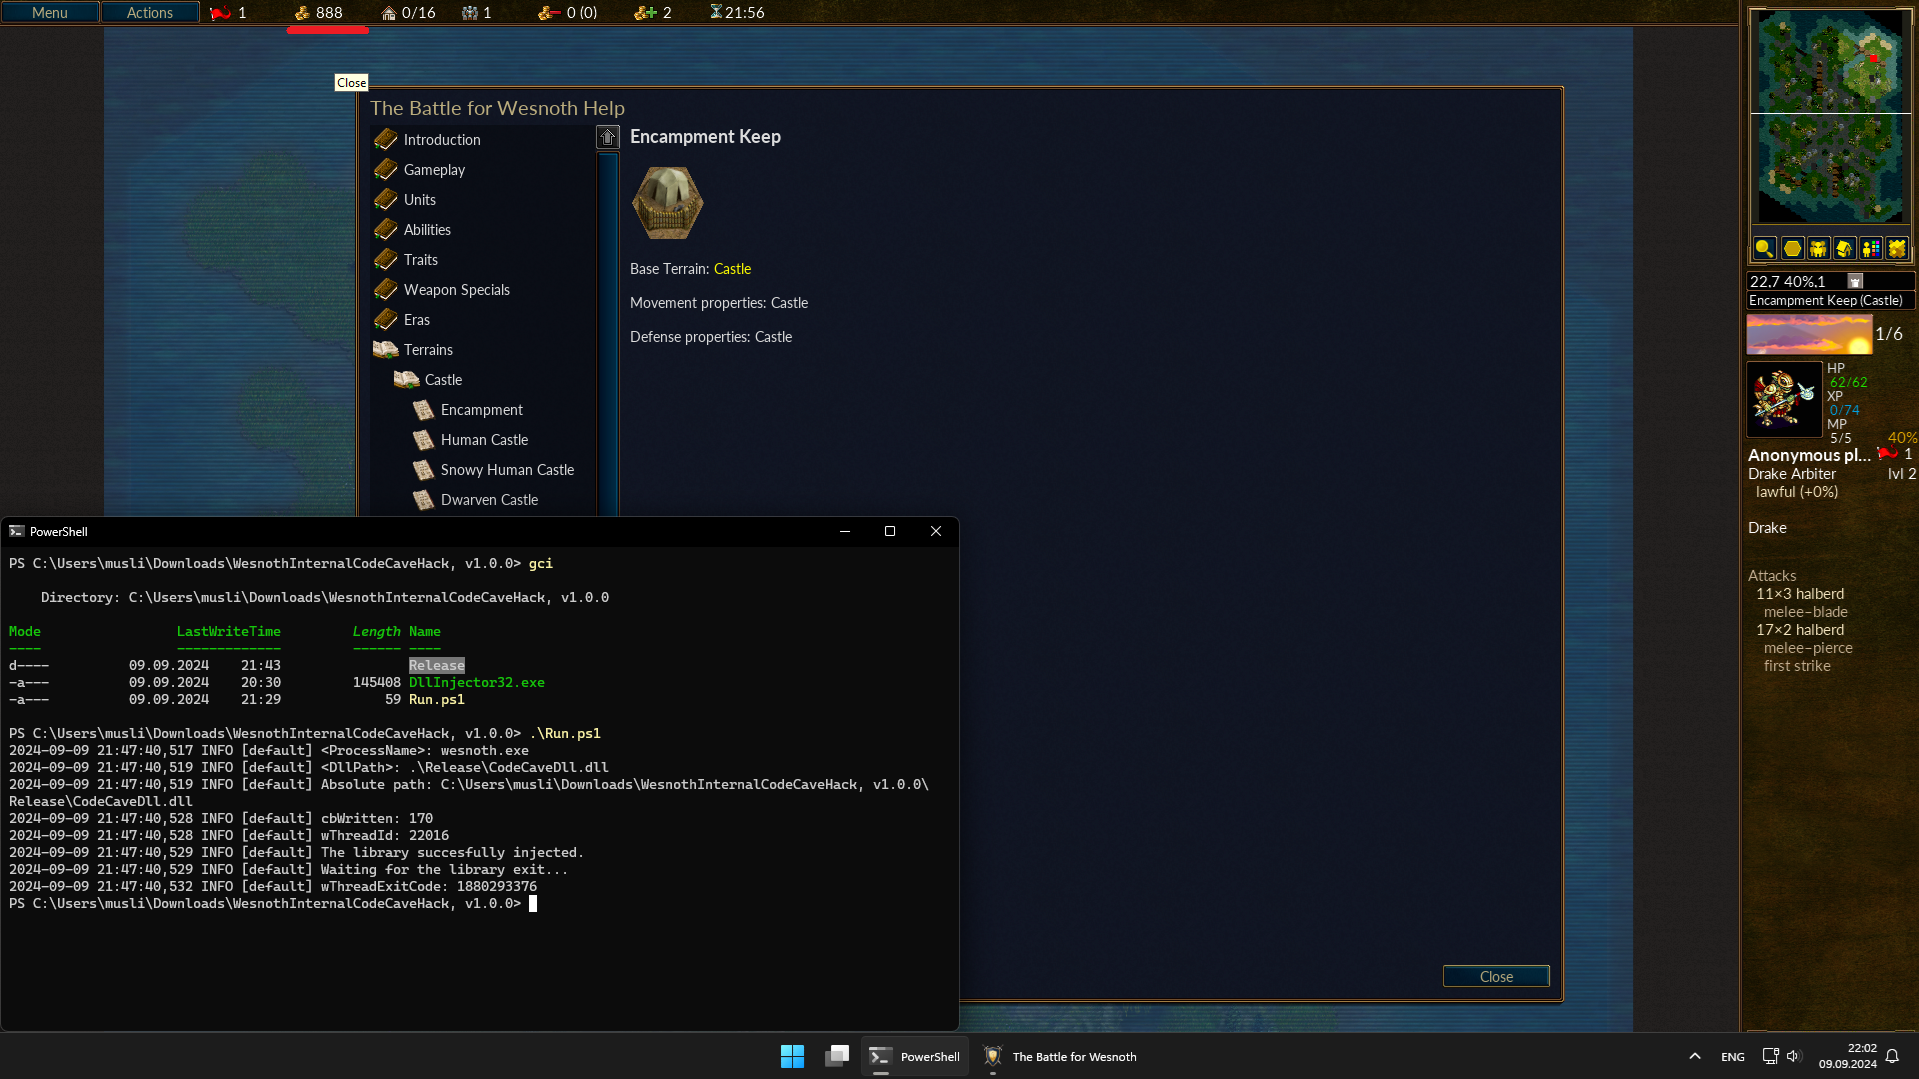 Menu Actions 1 888 0/16 1 0 (0) 2 21:56
Close
The Battle for Wesnoth Help
Introduction
Gameplay
Units
Abilities
Traits
Weapon Specials
Eras
Terrains
Castle
Encampment
Human Castle
Snowy Human Castle
Dwarven Castle
Encampment Keep
Base Terrain: Castle
Movement properties: Castle
Defense properties: Castle
Close
22,7 40%,1
Encampment Keep (Castle)
1/6
HP
62/62
XP
0/74
MP
5/5 40%
Anonymous pl... 1
Drake Arbiter lvl 2
lawful (+0%)
Drake
Attacks
11×3 halberd
melee–blade
17×2 halberd
melee–pierce
first strike
PowerShell
PS C:\Users\musli\Downloads\WesnothInternalCodeCaveHack, v1.0.0> gci
Directory: C:\Users\musli\Downloads\WesnothInternalCodeCaveHack, v1.0.0
Mode LastWriteTime Length Name
---- ------------- ------ ----
d---- 09.09.2024 21:43 Release
-a--- 09.09.2024 20:30 145408 DllInjector32.exe
-a--- 09.09.2024 21:29 59 Run.ps1
PS C:\Users\musli\Downloads\WesnothInternalCodeCaveHack, v1.0.0> .\Run.ps1
2024-09-09 21:47:40,517 INFO [default] <ProcessName>: wesnoth.exe
2024-09-09 21:47:40,519 INFO [default] <DllPath>: .\Release\CodeCaveDll.dll
2024-09-09 21:47:40,519 INFO [default] Absolute path: C:\Users\musli\Downloads\WesnothInternalCodeCaveHack, v1.0.0\
Release\CodeCaveDll.dll
2024-09-09 21:47:40,528 INFO [default] cbWritten: 170
2024-09-09 21:47:40,528 INFO [default] wThreadId: 22016
2024-09-09 21:47:40,529 INFO [default] The library succesfully injected.
2024-09-09 21:47:40,529 INFO [default] Waiting for the library exit...
2024-09-09 21:47:40,532 INFO [default] wThreadExitCode: 1880293376
PS C:\Users\musli\Downloads\WesnothInternalCodeCaveHack, v1.0.0>
PowerShell The Battle for Wesnoth ENG 22:02
09.09.2024